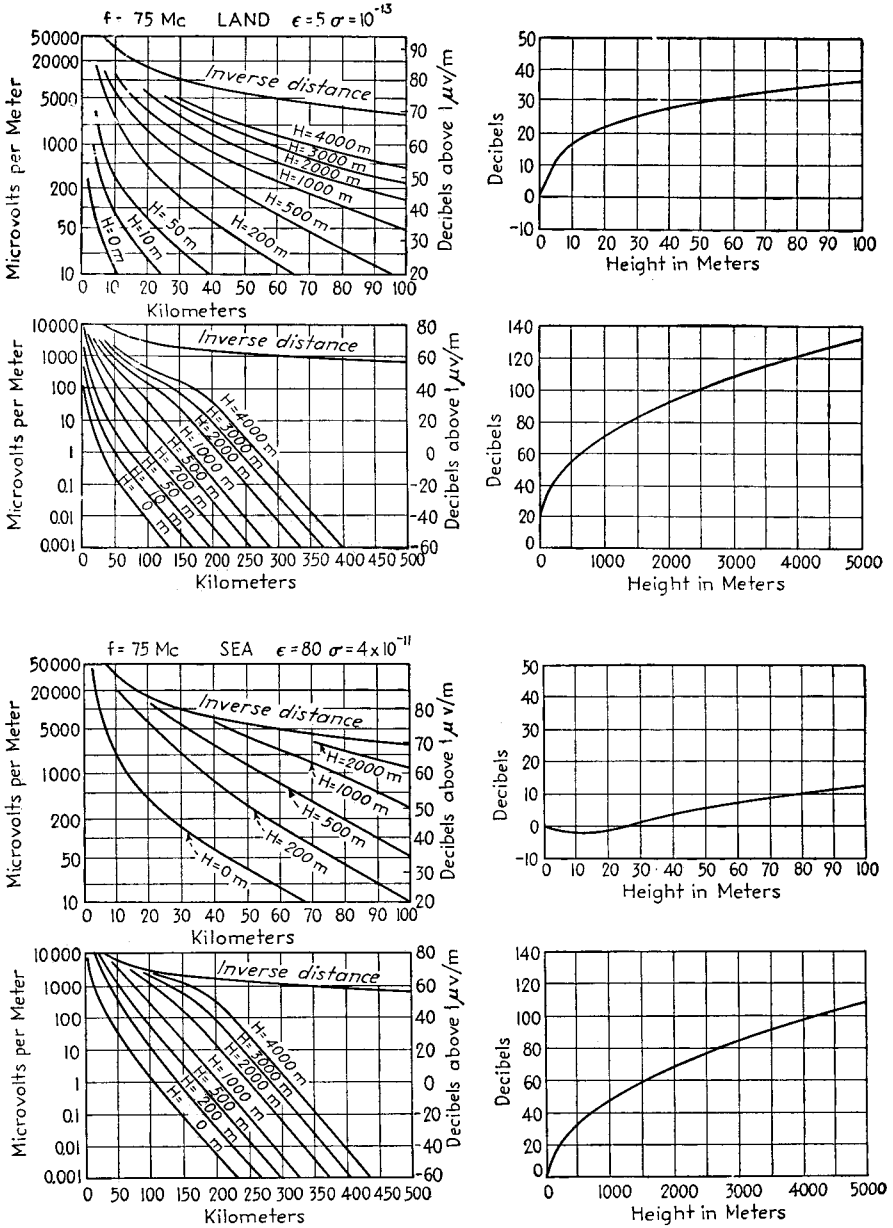 f - 75 Mc LAND ϵ = 5 σ = 10⁻¹³
Microvolts per Meter
50000
20000
5000
1000
200
50
10
Inverse distance
H=4000 m
H=3000 m
H=2000 m
H=1000 m
H=500 m
H=200 m
H=50 m
H=10 m
H=0 m
90
80
70
60
50
40
30
20
Decibels above 1 μv/m
0 10 20 30 40 50 60 70 80 90 100
Kilometers
Decibels
50
40
30
20
10
0
-10
0 10 20 30 40 50 60 70 80 90 100
Height in Meters
Microvolts per Meter
10000
1000
100
10
1
0.1
0.01
0.001
Inverse distance
H=4000 m
H=3000 m
H=2000 m
H=1000 m
H=500 m
H=200 m
H= 50 m
H= 10 m
H= 0 m
80
60
40
20
0
-20
-40
-60
Decibels above 1 μv/m
0 50 100 150 200 250 300 350 400 450 500
Kilometers
Decibels
140
120
100
80
60
40
20
0
0 1000 2000 3000 4000 5000
Height in Meters
f = 75 Mc SEA ϵ = 80 σ = 4 x 10⁻¹¹
Microvolts per Meter
50000
20000
5000
1000
200
50
10
Inverse distance
H=2000 m
H=1000 m
H=500 m
H=200 m
H=0 m
80
70
60
50
40
30
20
Decibels above 1 μv/m
0 10 20 30 40 50 60 70 80 90 100
Kilometers
Decibels
50
40
30
20
10
0
-10
0 10 20 30 40 50 60 70 80 90 100
Height in Meters
Microvolts per Meter
10000
1000
100
10
1
0.1
0.01
0.001
Inverse distance
H=4000 m
H=3000 m
H=2000 m
H=1000 m
H= 500 m
H= 200 m
H= 0 m
80
60
40
20
0
-20
-40
-60
Decibels above 1 μv/m
0 50 100 150 200 250 300 350 400 450 500
Kilometers
Decibels
140
120
100
80
60
40
20
0
0 1000 2000 3000 4000 5000
Height in Meters